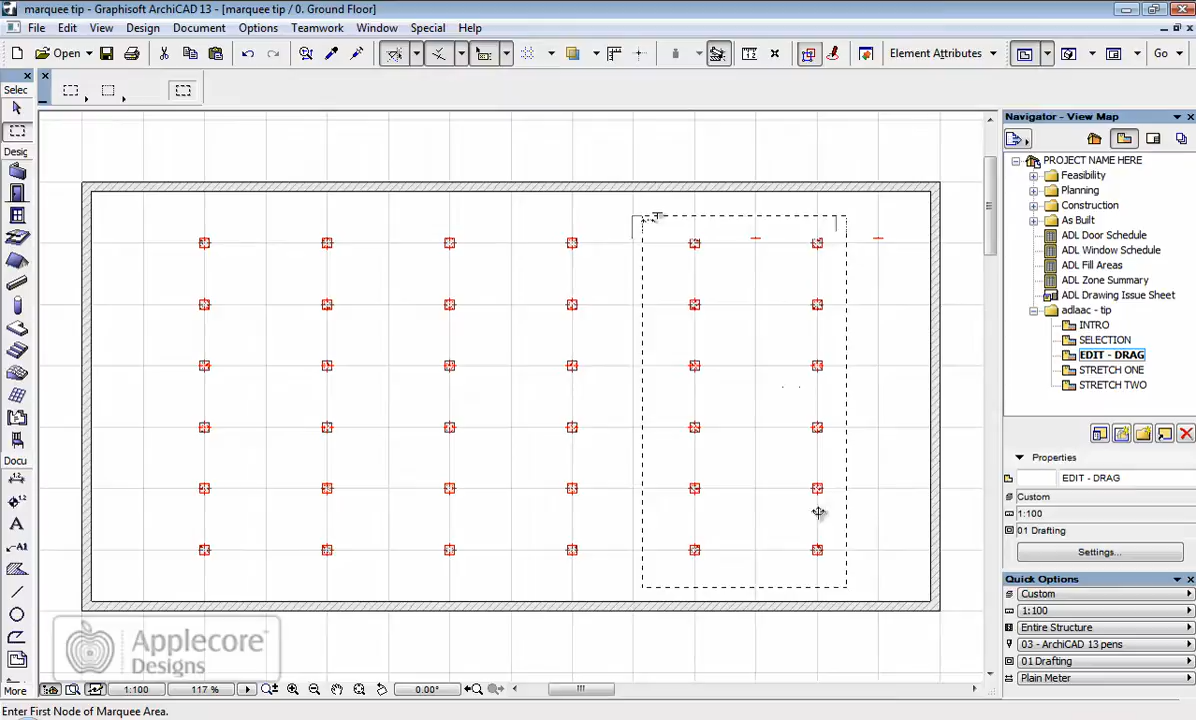 marquee tip - Graphisoft ArchiCAD 13 - [marquee tip / 0. Ground Floor]
File Edit View Design Document Options Teamwork Window Special Help
Open
Element Attributes
Go
Selec
Desig
Docu
More
Navigator - View Map
PROJECT NAME HERE
Feasibility
Planning
Construction
As Built
ADL Door Schedule
ADL Window Schedule
ADL Fill Areas
ADL Zone Summary
ADL Drawing Issue Sheet
adlaac - tip
INTRO
SELECTION
EDIT - DRAG
STRETCH ONE
STRETCH TWO
Properties
EDIT - DRAG
Custom
1:100
01 Drafting
Settings...
Quick Options
Custom
1:100
Entire Structure
03 - ArchiCAD 13 pens
01 Drafting
Plain Meter
Applecore
Designs
1:100
117 %
0.00°
Enter First Node of Marquee Area.